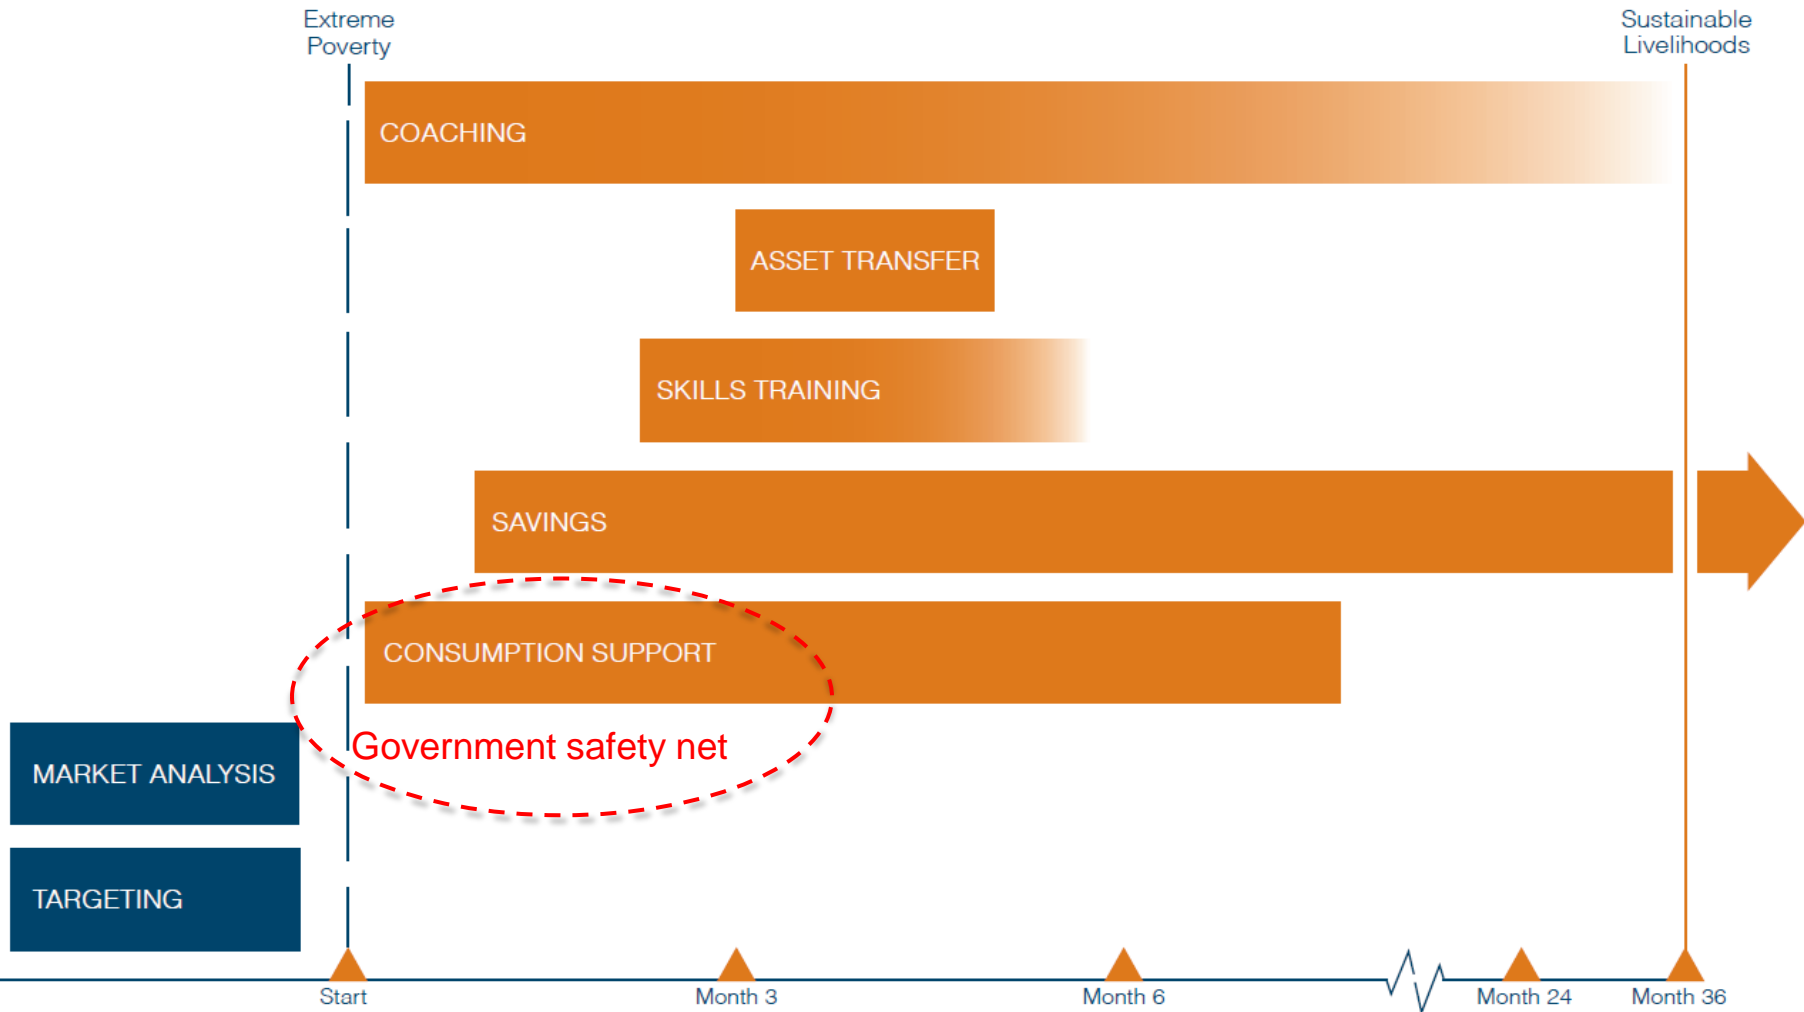 Extreme
Poverty
Sustainable
Livelihoods
COACHING
ASSET TRANSFER
SKILLS TRAINING
SAVINGS
CONSUMPTION SUPPORT
Government safety net
MARKET ANALYSIS
TARGETING
Start
Month 3
Month 6
Month 24
Month 36